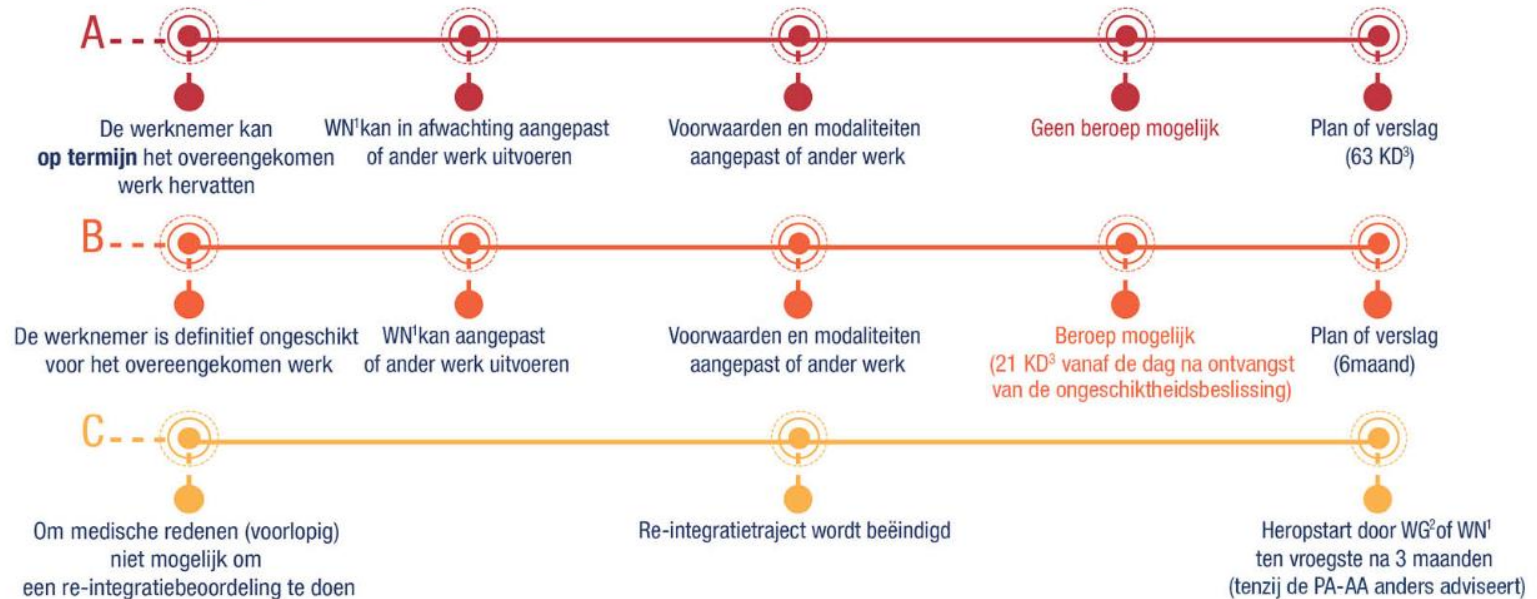 A
De werknemer kan
op termijn het overeengekomen
werk hervatten
WN¹kan in afwachting aangepast
of ander werk uitvoeren
Voorwaarden en modaliteiten
aangepast of ander werk
Geen beroep mogelijk
Plan of verslag
(63 KD³)
B
De werknemer is definitief ongeschikt
voor het overeengekomen werk
WN¹kan aangepast
of ander werk uitvoeren
Voorwaarden en modaliteiten
aangepast of ander werk
Beroep mogelijk
(21 KD³ vanaf de dag na ontvangst
van de ongeschiktheidsbeslissing)
Plan of verslag
(6maand)
C
Om medische redenen (voorlopig)
niet mogelijk om
een re-integratiebeoordeling te doen
Re-integratietraject wordt beëindigd
Heropstart door WG²of WN¹
ten vroegste na 3 maanden
(tenzij de PA-AA anders adviseert)